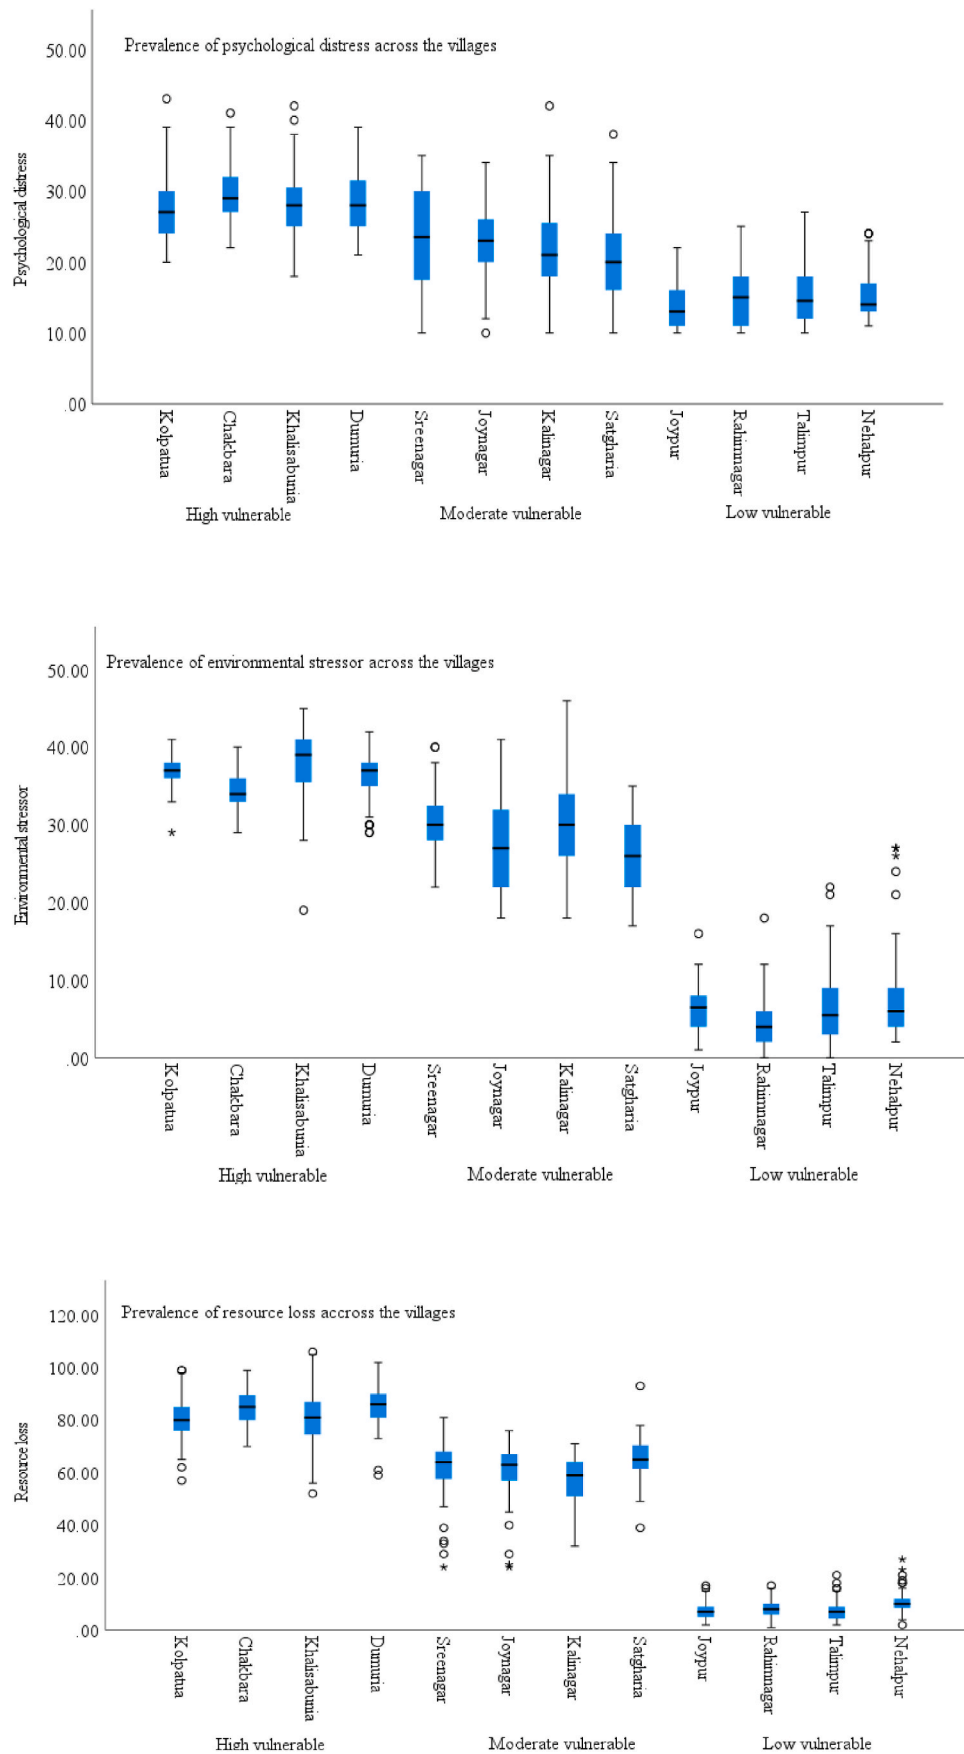 Prevalence of psychological distress across the villages
50.00
40.00
30.00
20.00
10.00
.00
Psychological distress
Kolpatua
Chakbara
Khalisabunia
Dumuria
Sreenagar
Joynagar
Kalinagar
Satgharia
Joypur
Rahimnagar
Talimpur
Nehalpur
High vulnerable
Moderate vulnerable
Low vulnerable
Prevalence of environmental stressor across the villages
50.00
40.00
30.00
20.00
10.00
.00
Environmental stressor
Kolpatua
Chakbara
Khalisabunia
Dumuria
Sreenagar
Joynagar
Kalinagar
Satgharia
Joypur
Rahimnagar
Talimpur
Nehalpur
High vulnerable
Moderate vulnerable
Low vulnerable
Prevalence of resource loss accross the villages
120.00
100.00
80.00
60.00
40.00
20.00
.00
Resource loss
Kolpatua
Chakbara
Khalisabunia
Dumuria
Sreenagar
Joynagar
Kalinagar
Satgharia
Joypur
Rahimnagar
Talimpur
Nehalpur
High vulnerable
Moderate vulnerable
Low vulnerable